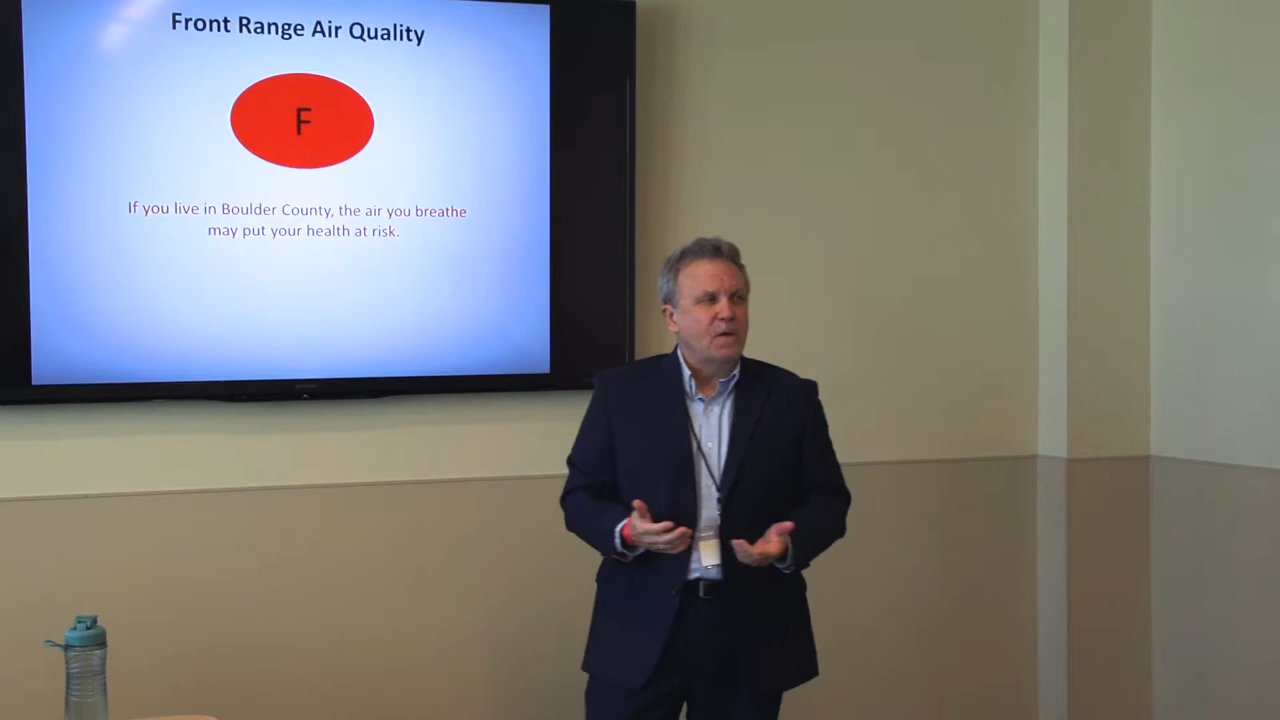 Front Range Air Quality
F
If you live in Boulder County, the air you breathe
may put your health at risk.